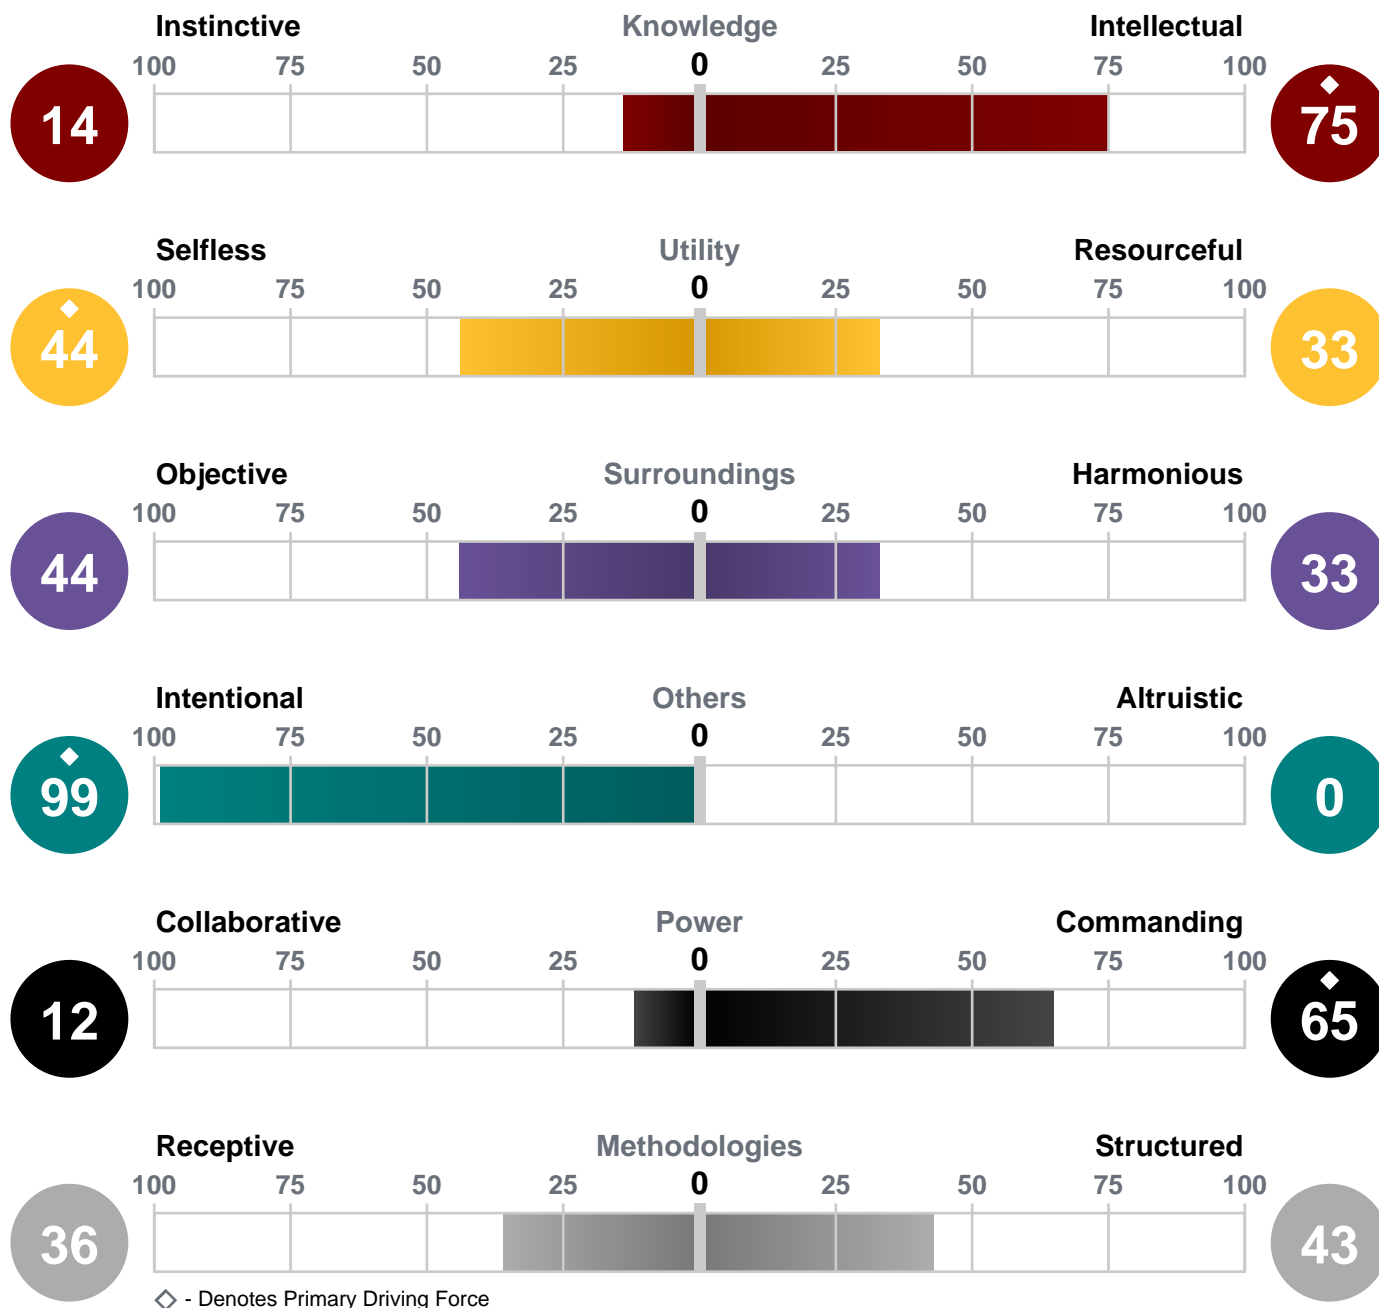 Instinctive Knowledge Intellectual
100 75 50 25 0 25 50 75 100
14 75
Selfless Utility Resourceful
100 75 50 25 0 25 50 75 100
44 33
Objective Surroundings Harmonious
100 75 50 25 0 25 50 75 100
44 33
Intentional Others Altruistic
100 75 50 25 0 25 50 75 100
99 0
Collaborative Power Commanding
100 75 50 25 0 25 50 75 100
12 65
Receptive Methodologies Structured
100 75 50 25 0 25 50 75 100
36 43
- Denotes Primary Driving Force